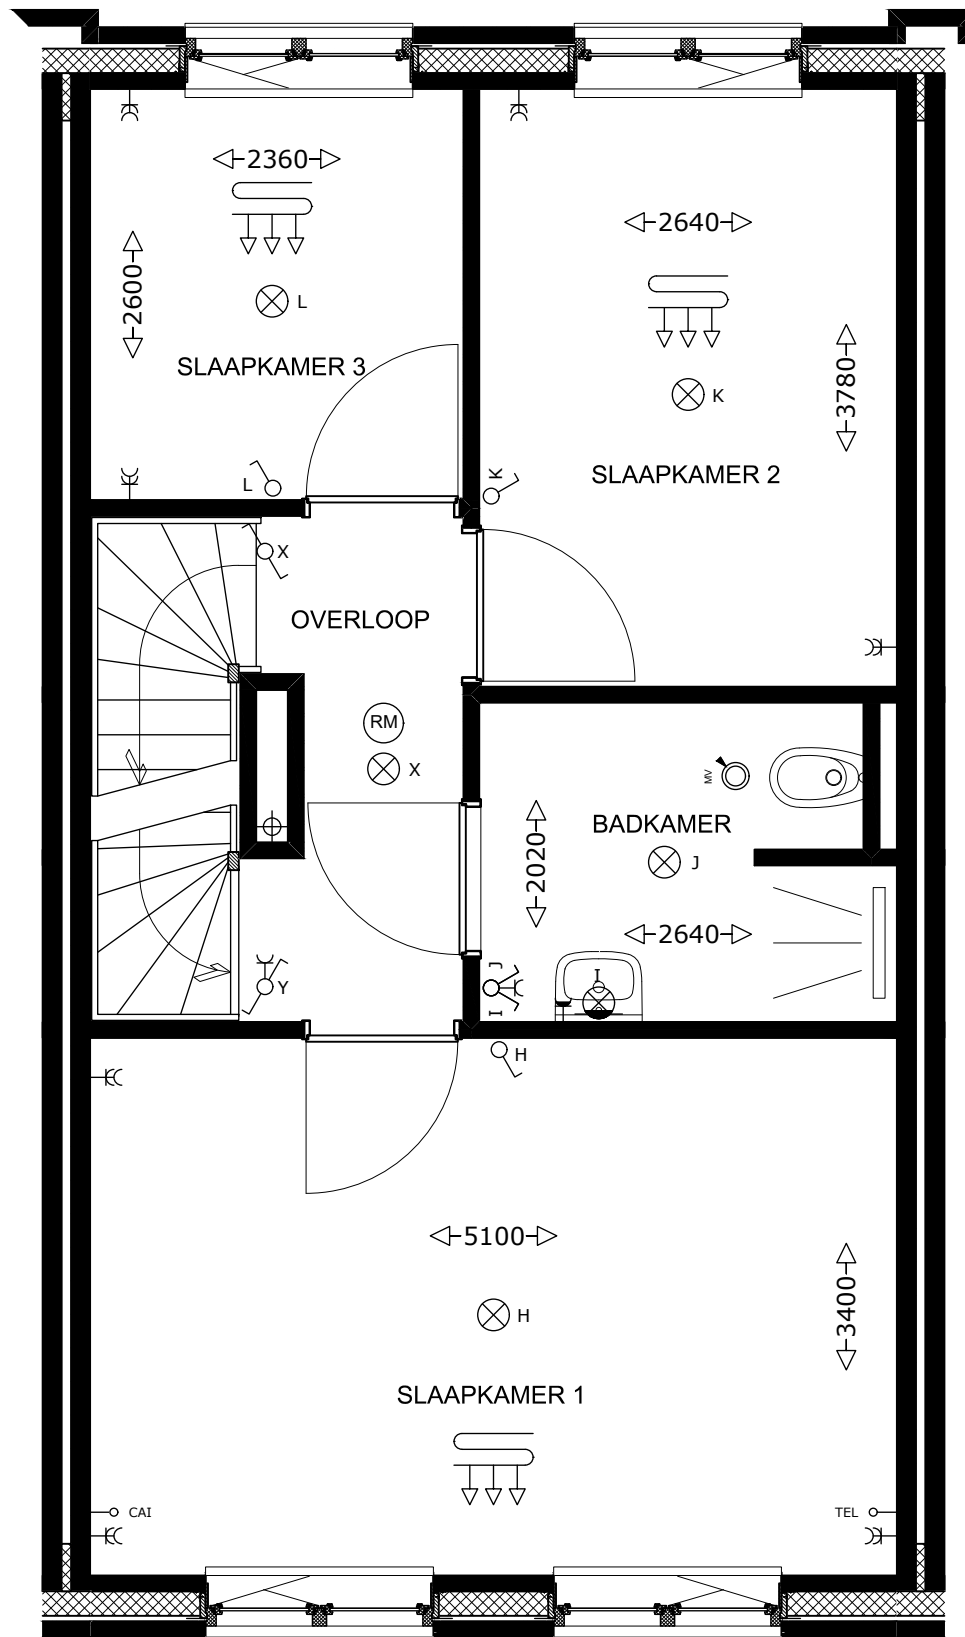 2360
2640
2600
L
SLAAPKAMER 3
3780
K
SLAAPKAMER 2
L
K
X
OVERLOOP
RM
X
MV
BADKAMER
2020
J
2640
J
I
Y
I
H
5100
3400
H
SLAAPKAMER 1
CAI
TEL